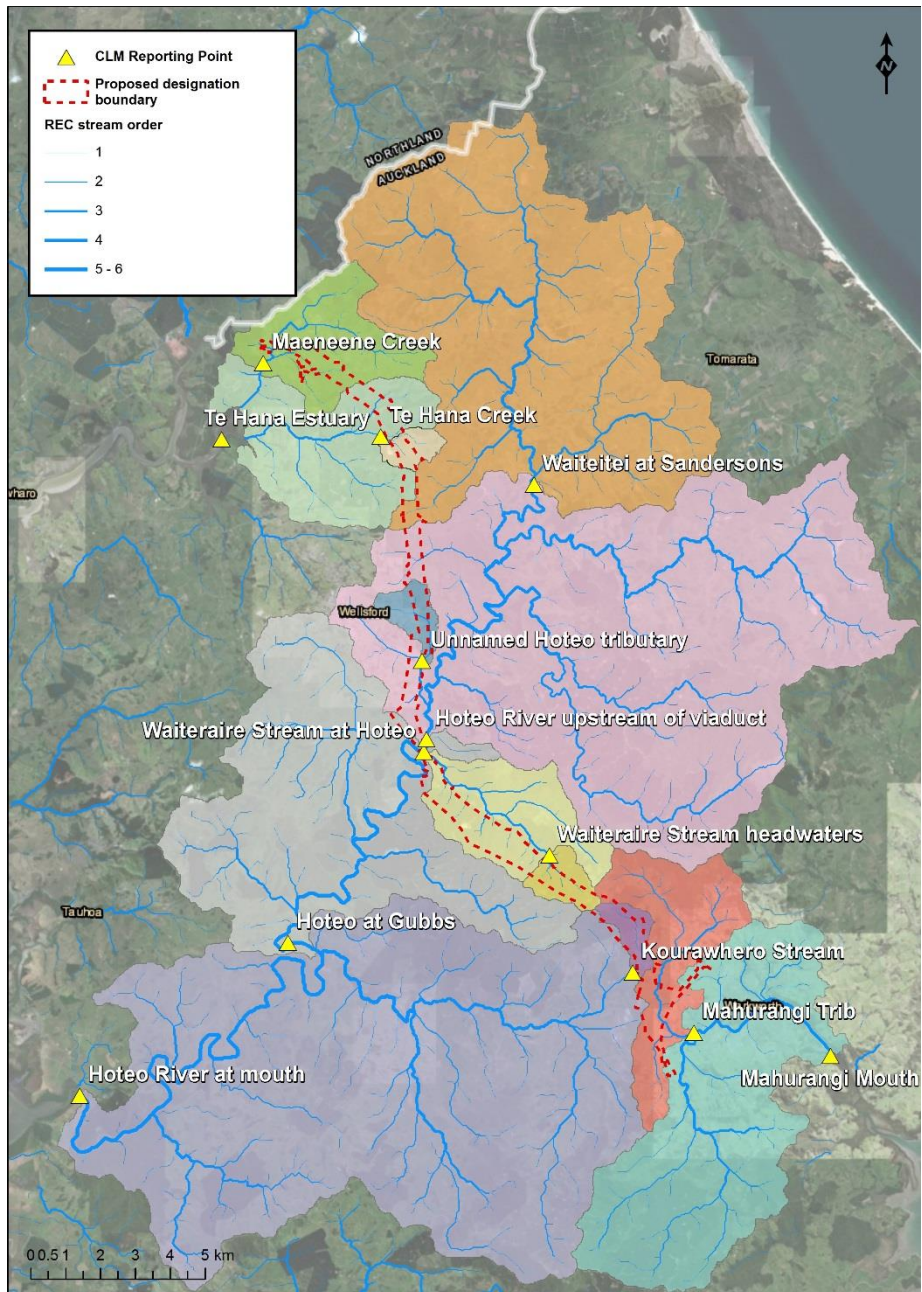 CLM Reporting Point
Proposed designation
boundary
REC stream order
1
2
3
4
5 - 6
N
NORTHLAND
AUCKLAND
Maeneene Creek
Tomarata
Te Hana Estuary
Te Hana Creek
Waiteitei at Sandersons
wharo
Wellsford
Unnamed Hoteo tributary
Hoteo River upstream of viaduct
Waiteraire Stream at Hoteo
Waiteraire Stream headwaters
Tauhoa
Hoteo at Gubbs
Kourawhero Stream
Warkworth
Mahurangi Trib
Mahurangi Mouth
Hoteo River at mouth
0 0.5 1 2 3 4 5 km